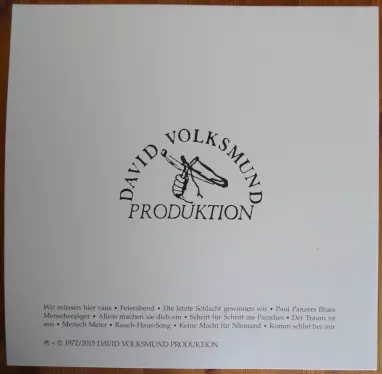 DAVID VOLKSMUND
PRODUKTION
Wir müssen hier raus • Feierabend • Die letzte Schlacht gewinnen wir • Paul Panzers Blues
Menschenjäger • Allein machen sie dich ein • Schritt für Schritt ins Paradies • Der Traum ist
aus • Mensch Meier • Rauch-Haus-Song • Keine Macht für Niemand • Komm schlaf bei mir
℗ + © 1972/2015 DAVID VOLKSMUND PRODUKTION